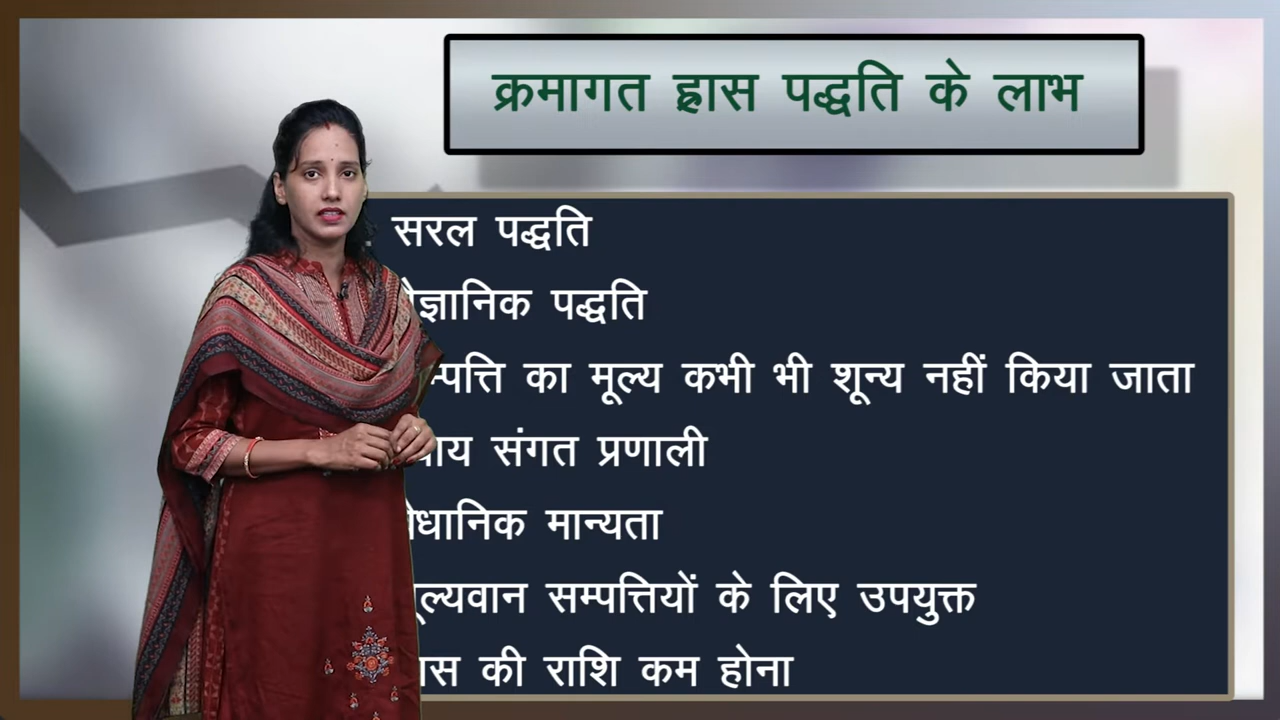 क्रमागत ह्रास पद्धति के लाभ
सरल पद्धति
पद्धति
का मूल्य कभी भी शून्य नहीं किया जाता
संगत प्रणाली
मान्यता
सम्पत्तियों के लिए उपयुक्त
की राशि कम होना